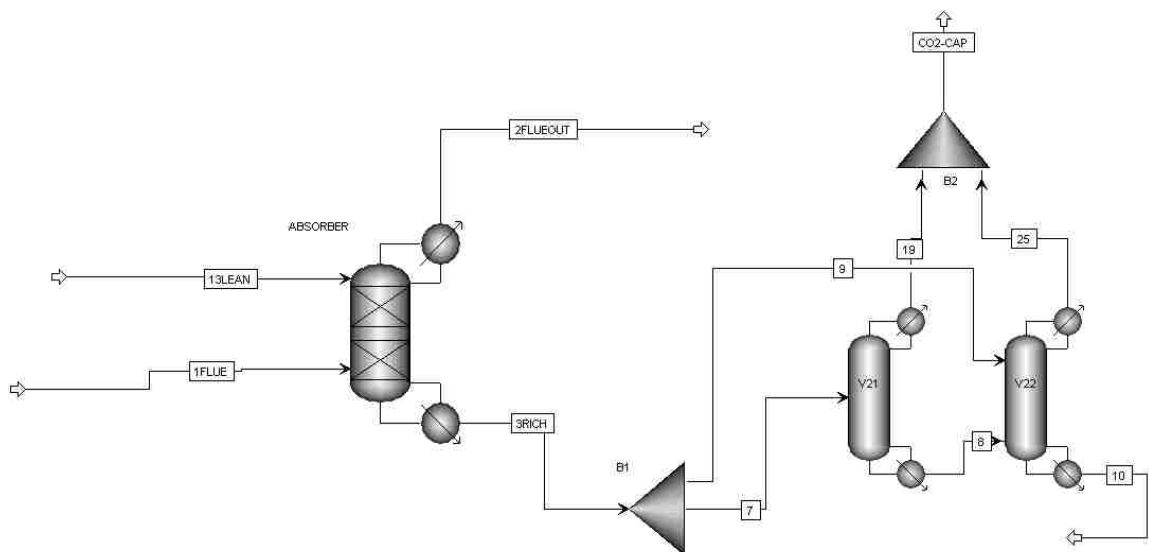 CO2-CAP
2FLUEOUT
B2
ABSORBER
19
25
9
13LEAN
1FLUE
V21
V22
3RICH
8
B1
10
7